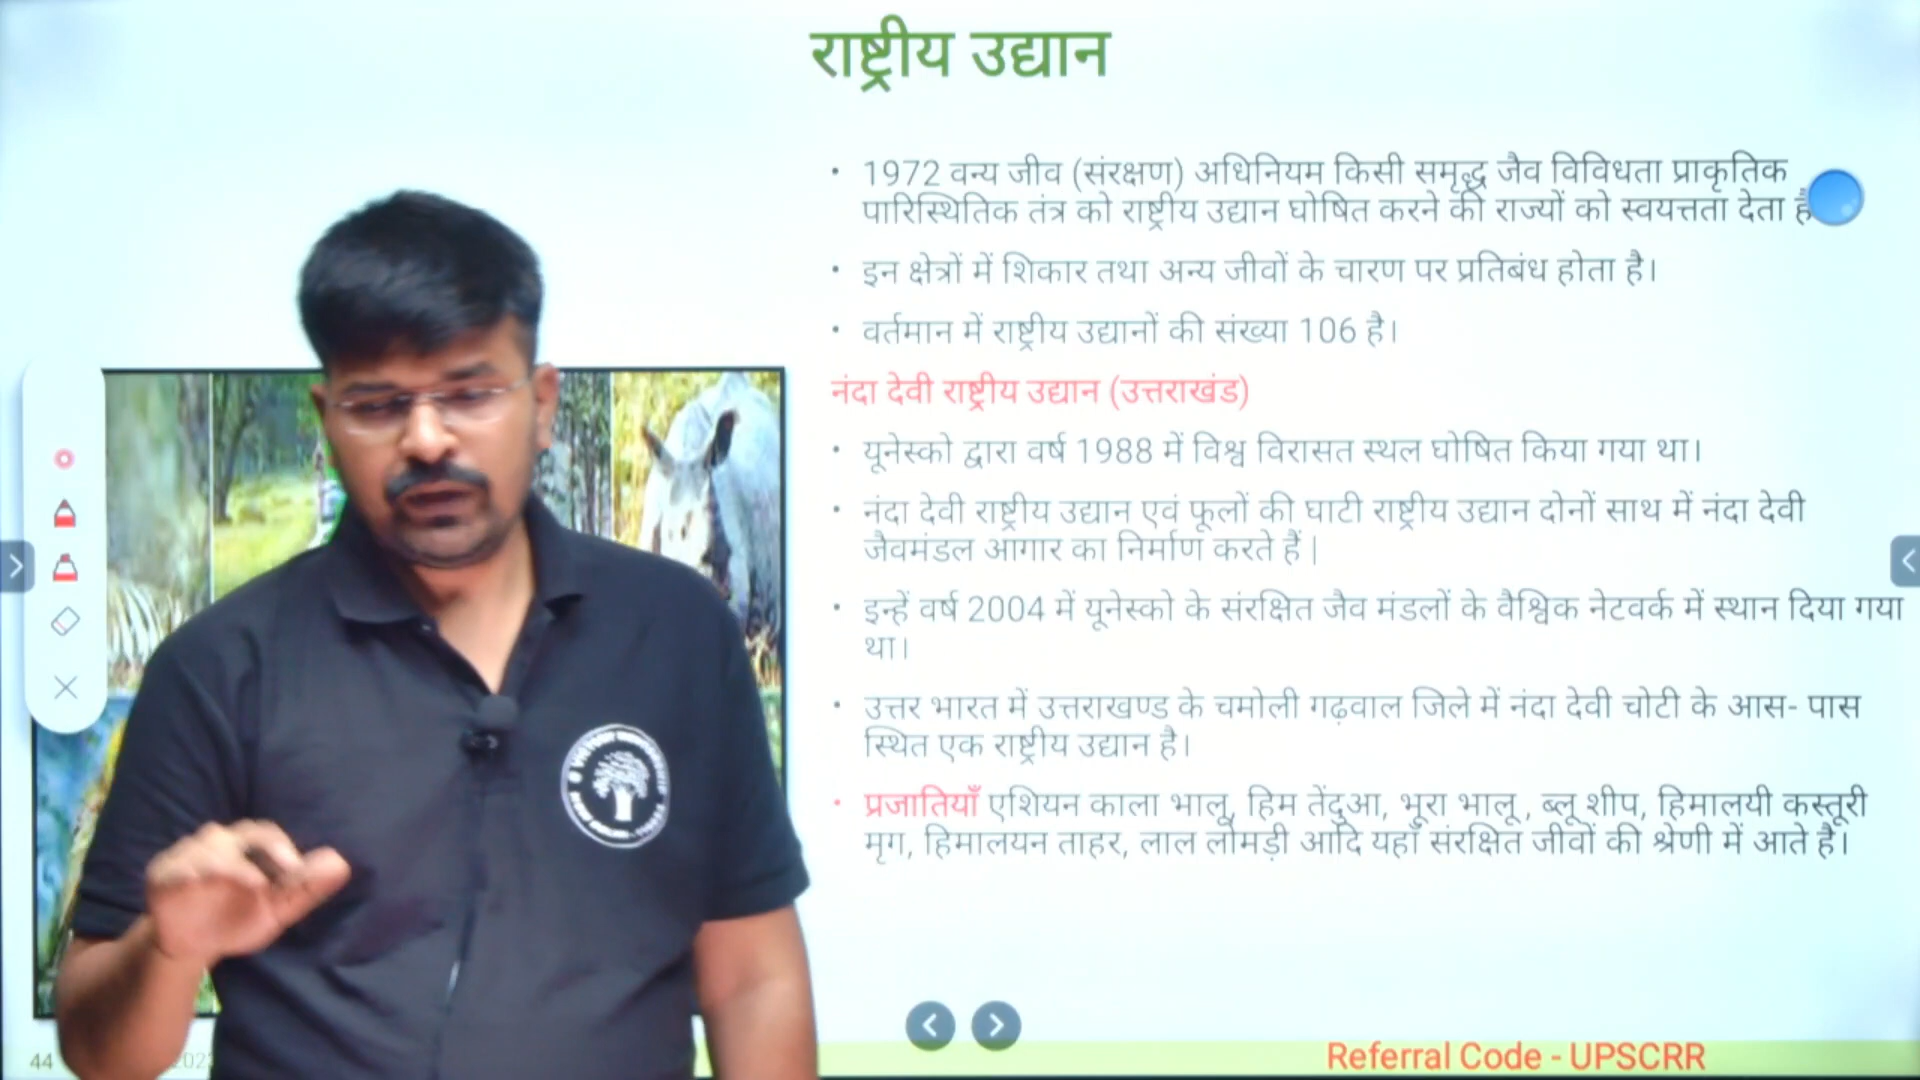 राष्ट्रीय उद्यान
• 1972 वन्य जीव (संरक्षण) अधिनियम किसी समृद्ध जैव विविधता प्राकृतिक
पारिस्थितिक तंत्र को राष्ट्रीय उद्यान घोषित करने की राज्यों को स्वयत्तता देता है
• इन क्षेत्रों में शिकार तथा अन्य जीवों के चारण पर प्रतिबंध होता है।
• वर्तमान में राष्ट्रीय उद्यानों की संख्या 106 है।
नंदा देवी राष्ट्रीय उद्यान (उत्तराखंड)
• यूनेस्को द्वारा वर्ष 1988 में विश्व विरासत स्थल घोषित किया गया था।
• नंदा देवी राष्ट्रीय उद्यान एवं फूलों की घाटी राष्ट्रीय उद्यान दोनों साथ में नंदा देवी
जैवमंडल आगार का निर्माण करते हैं |
• इन्हें वर्ष 2004 में यूनेस्को के संरक्षित जैव मंडलों के वैश्विक नेटवर्क में स्थान दिया गया
था।
• उत्तर भारत में उत्तराखण्ड के चमोली गढ़वाल जिले में नंदा देवी चोटी के आस- पास
स्थित एक राष्ट्रीय उद्यान है।
• प्रजातियाँ एशियन काला भालू, हिम तेंदुआ, भूरा भालू , ब्लू शीप, हिमालयी कस्तूरी
मृग, हिमालयन ताहर, लाल लोमड़ी आदि यहाँ संरक्षित जीवों की श्रेणी में आते है।
44
Referral Code - UPSCRR